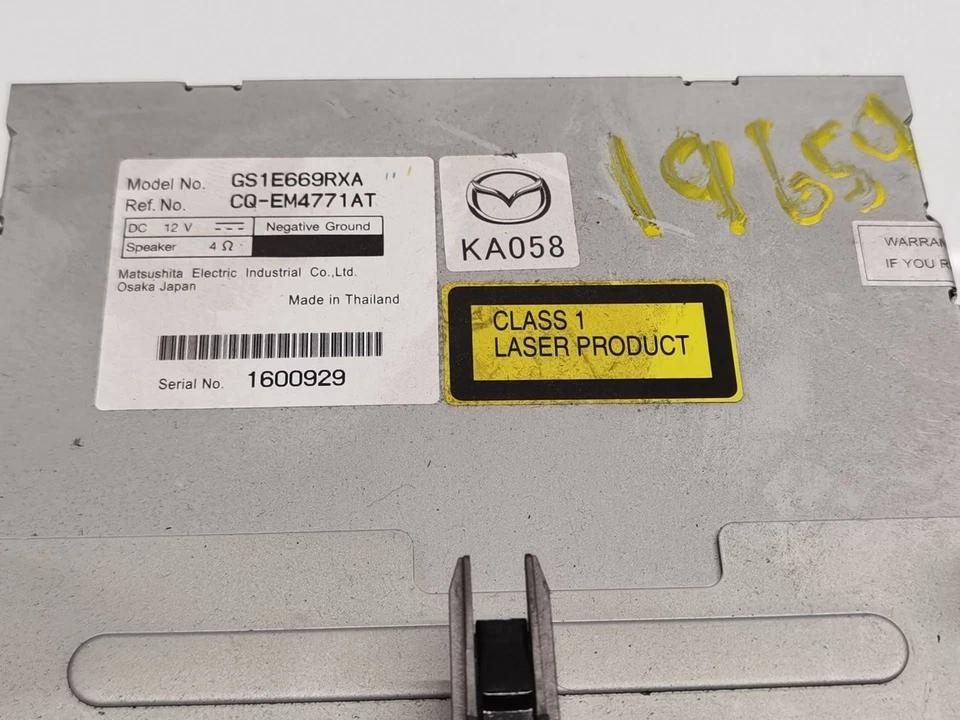 Model No. GS1E669RXA
Ref. No. CQ-EM4771AT
DC 12 V Negative Ground
Speaker 4 Ω
Matsushita Electric Industrial Co.,Ltd.
Osaka Japan
Made in Thailand
Serial No. 1600929
KA058
CLASS 1
LASER PRODUCT
19659
IF YOU